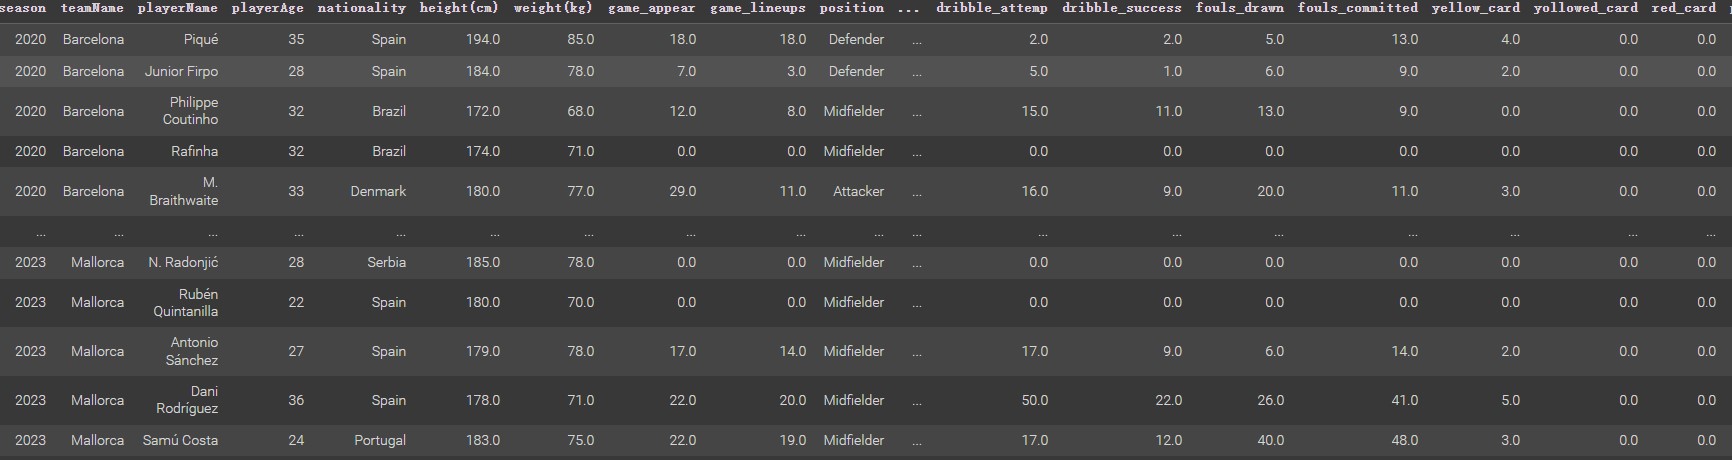 season teamName playerName playerAge nationality height(cm) weight(kg) game_appear game_lineups position ... dribble_attemp dribble_success fouls_drawn fouls_committed yellow_card yollowed_card red_card
2020 Barcelona Piqué 35 Spain 194.0 85.0 18.0 18.0 Defender ... 2.0 2.0 5.0 13.0 4.0 0.0 0.0
2020 Barcelona Junior Firpo 28 Spain 184.0 78.0 7.0 3.0 Defender ... 5.0 1.0 6.0 9.0 2.0 0.0 0.0
2020 Barcelona Philippe Coutinho 32 Brazil 172.0 68.0 12.0 8.0 Midfielder ... 15.0 11.0 13.0 9.0 0.0 0.0 0.0
2020 Barcelona Rafinha 32 Brazil 174.0 71.0 0.0 0.0 Midfielder ... 0.0 0.0 0.0 0.0 0.0 0.0 0.0
2020 Barcelona M. Braithwaite 33 Denmark 180.0 77.0 29.0 11.0 Attacker ... 16.0 9.0 20.0 11.0 3.0 0.0 0.0
... ... ... ... ... ... ... ... ... ... ... ... ... ... ... ... ... ...
2023 Mallorca N. Radonjić 28 Serbia 185.0 78.0 0.0 0.0 Midfielder ... 0.0 0.0 0.0 0.0 0.0 0.0 0.0
2023 Mallorca Rubén Quintanilla 22 Spain 180.0 70.0 0.0 0.0 Midfielder ... 0.0 0.0 0.0 0.0 0.0 0.0 0.0
2023 Mallorca Antonio Sánchez 27 Spain 179.0 78.0 17.0 14.0 Midfielder ... 17.0 9.0 6.0 14.0 2.0 0.0 0.0
2023 Mallorca Dani Rodríguez 36 Spain 178.0 71.0 22.0 20.0 Midfielder ... 50.0 22.0 26.0 41.0 5.0 0.0 0.0
2023 Mallorca Samú Costa 24 Portugal 183.0 75.0 22.0 19.0 Midfielder ... 17.0 12.0 40.0 48.0 3.0 0.0 0.0